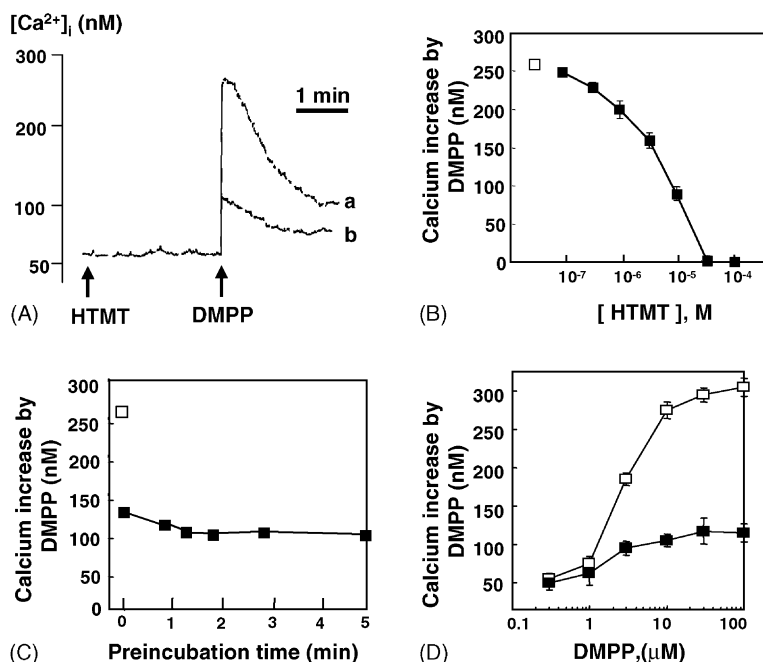 [Ca²⁺]ᵢ (nM)
300
200
100
50
1 min
a
b
HTMT
DMPP
(A)
Calcium increase by
DMPP (nM)
300
250
200
150
100
50
0
10⁻⁷
10⁻⁶
10⁻⁵
10⁻⁴
[ HTMT ], M
(B)
Calcium increase by
DMPP (nM)
300
250
200
150
100
50
0
0
1
2
3
4
5
Preincubation time (min)
(C)
Calcium increase by
DMPP (nM)
300
250
200
150
100
50
0.1
1
10
100
DMPP,(μM)
(D)